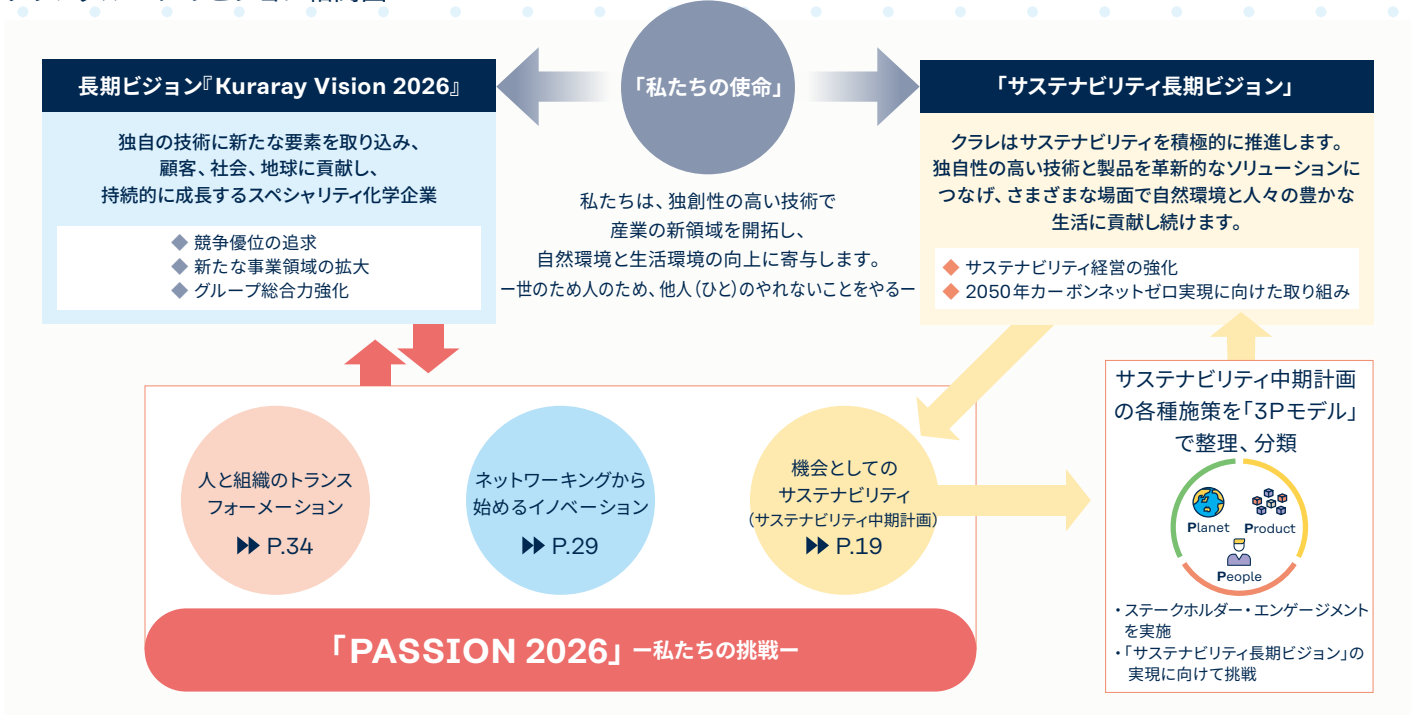 長期ビジョン『Kuraray Vision 2026』
独自の技術に新たな要素を取り込み、
顧客、社会、地球に貢献し、
持続的に成長するスペシャリティ化学企業
◆ 競争優位の追求
◆ 新たな事業領域の拡大
◆ グループ総合力強化
「私たちの使命」
私たちは、独創性の高い技術で
産業の新領域を開拓し、
自然環境と生活環境の向上に寄与します。
ー世のため人のため、他人(ひと)のやれないことをやるー
「サステナビリティ長期ビジョン」
クラレはサステナビリティを積極的に推進します。
独自性の高い技術と製品を革新的なソリューションに
つなげ、さまざまな場面で自然環境と人々の豊かな
生活に貢献し続けます。
◆ サステナビリティ経営の強化
◆ 2050年カーボンネットゼロ実現に向けた取り組み
人と組織のトランス
フォーメーション
P.34
ネットワーキングから
始めるイノベーション
P.29
機会としての
サステナビリティ
(サステナビリティ中期計画)
P.19
「PASSION 2026」ー私たちの挑戦ー
サステナビリティ中期計画
の各種施策を「3Pモデル」
で整理、分類
Planet
Product
People
・ステークホルダー・エンゲージメント
を実施
・「サステナビリティ長期ビジョン」の
実現に向けて挑戦